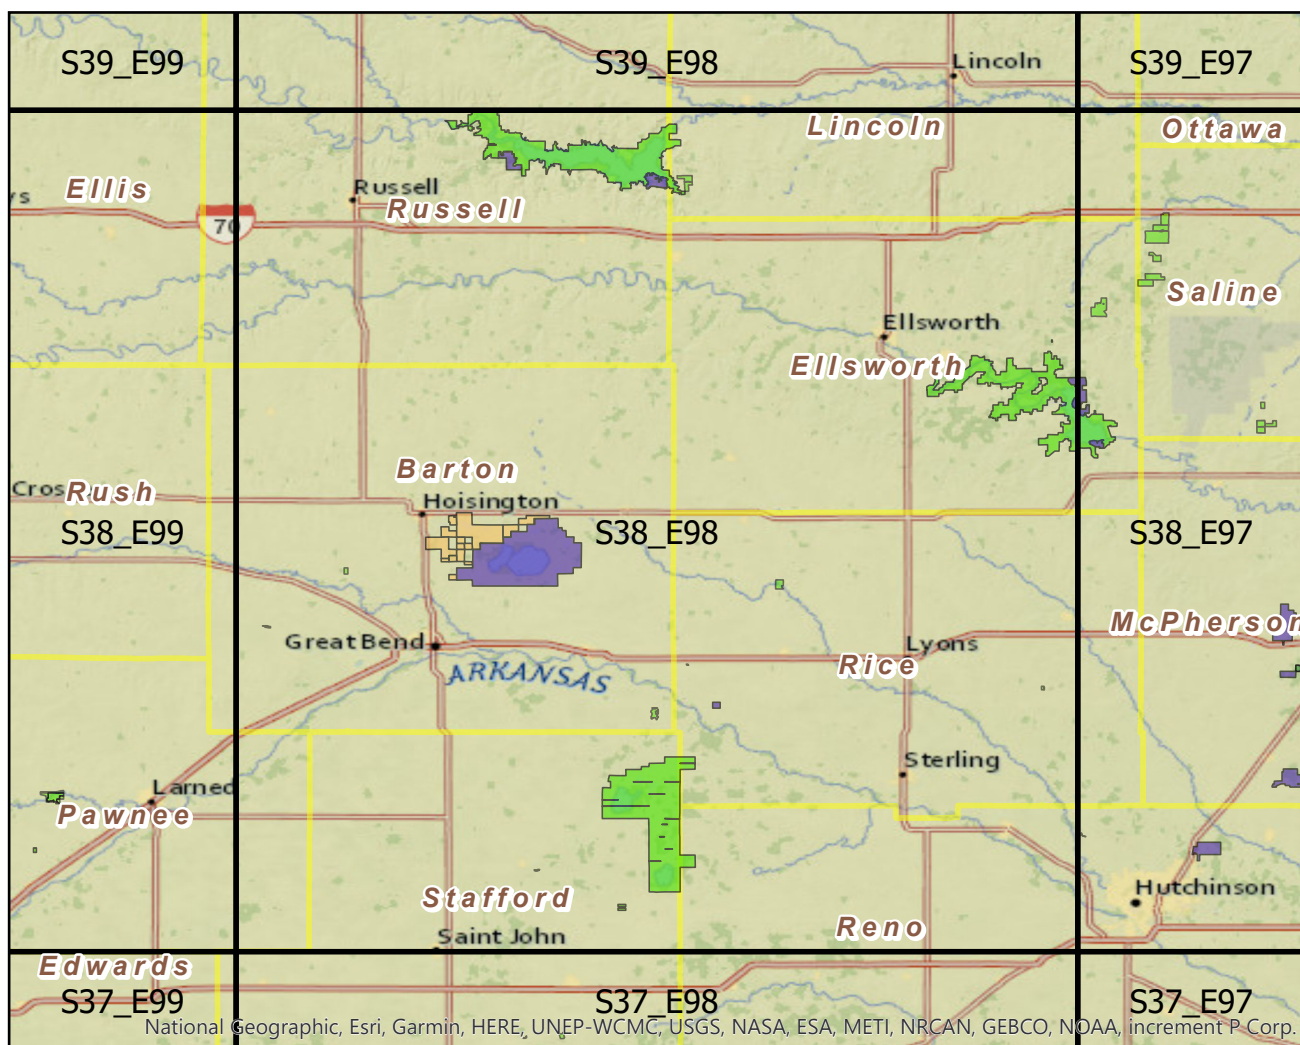 S39_E99
S39_E98
S39_E97
Lincoln
Lincoln
Ottawa
Ellis
ys
Russell
Russell
70
Saline
Ellsworth
Ellsworth
Barton
Rush
Hoisington
S38_E99
S38_E98
S38_E97
McPherson
Great Bend
Lyons
Rice
ARKANSAS
Sterling
Larned
Pawnee
Hutchinson
Stafford
Reno
Saint John
Edwards
S37_E99
S37_E98
S37_E97
National Geographic, Esri, Garmin, HERE, UNEP-WCMC, USGS, NASA, ESA, METI, NRCAN, GEBCO, NOAA, increment P Corp.